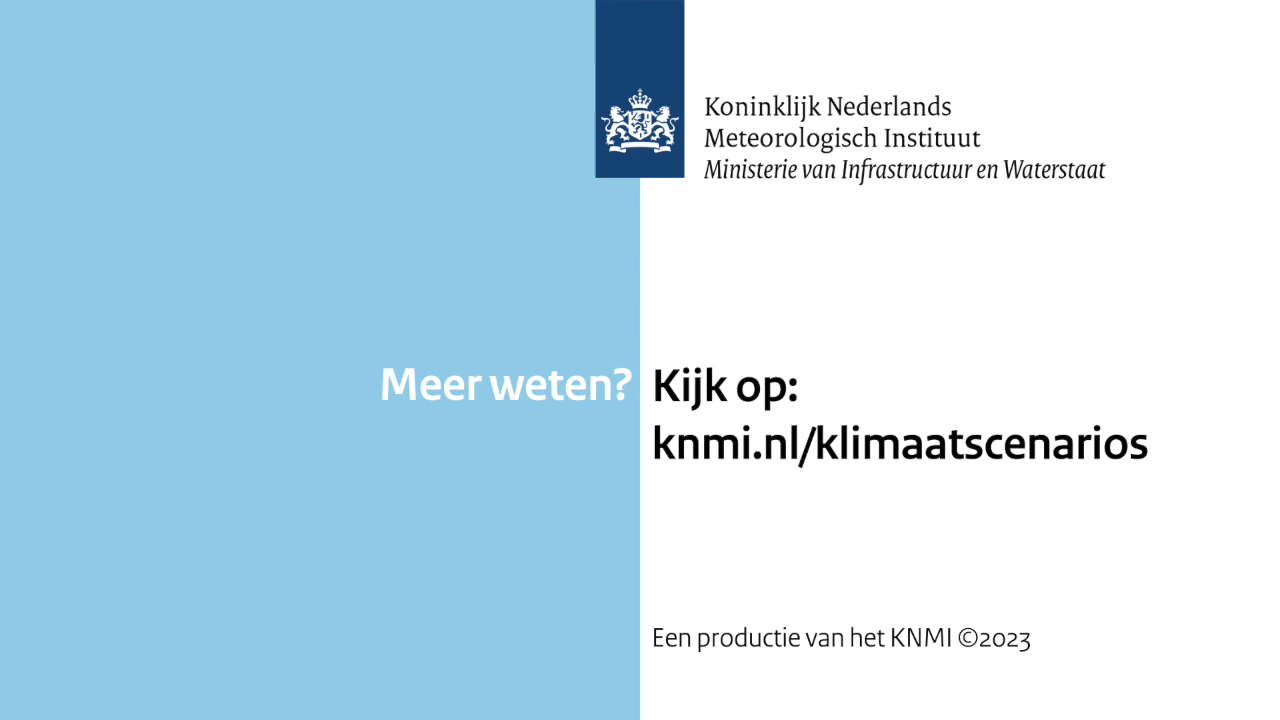 Koninklijk Nederlands
Meteorologisch Instituut
Ministerie van Infrastructuur en Waterstaat
Meer weten? Kijk op:
knmi.nl/klimaatscenarios
Een productie van het KNMI ©2023